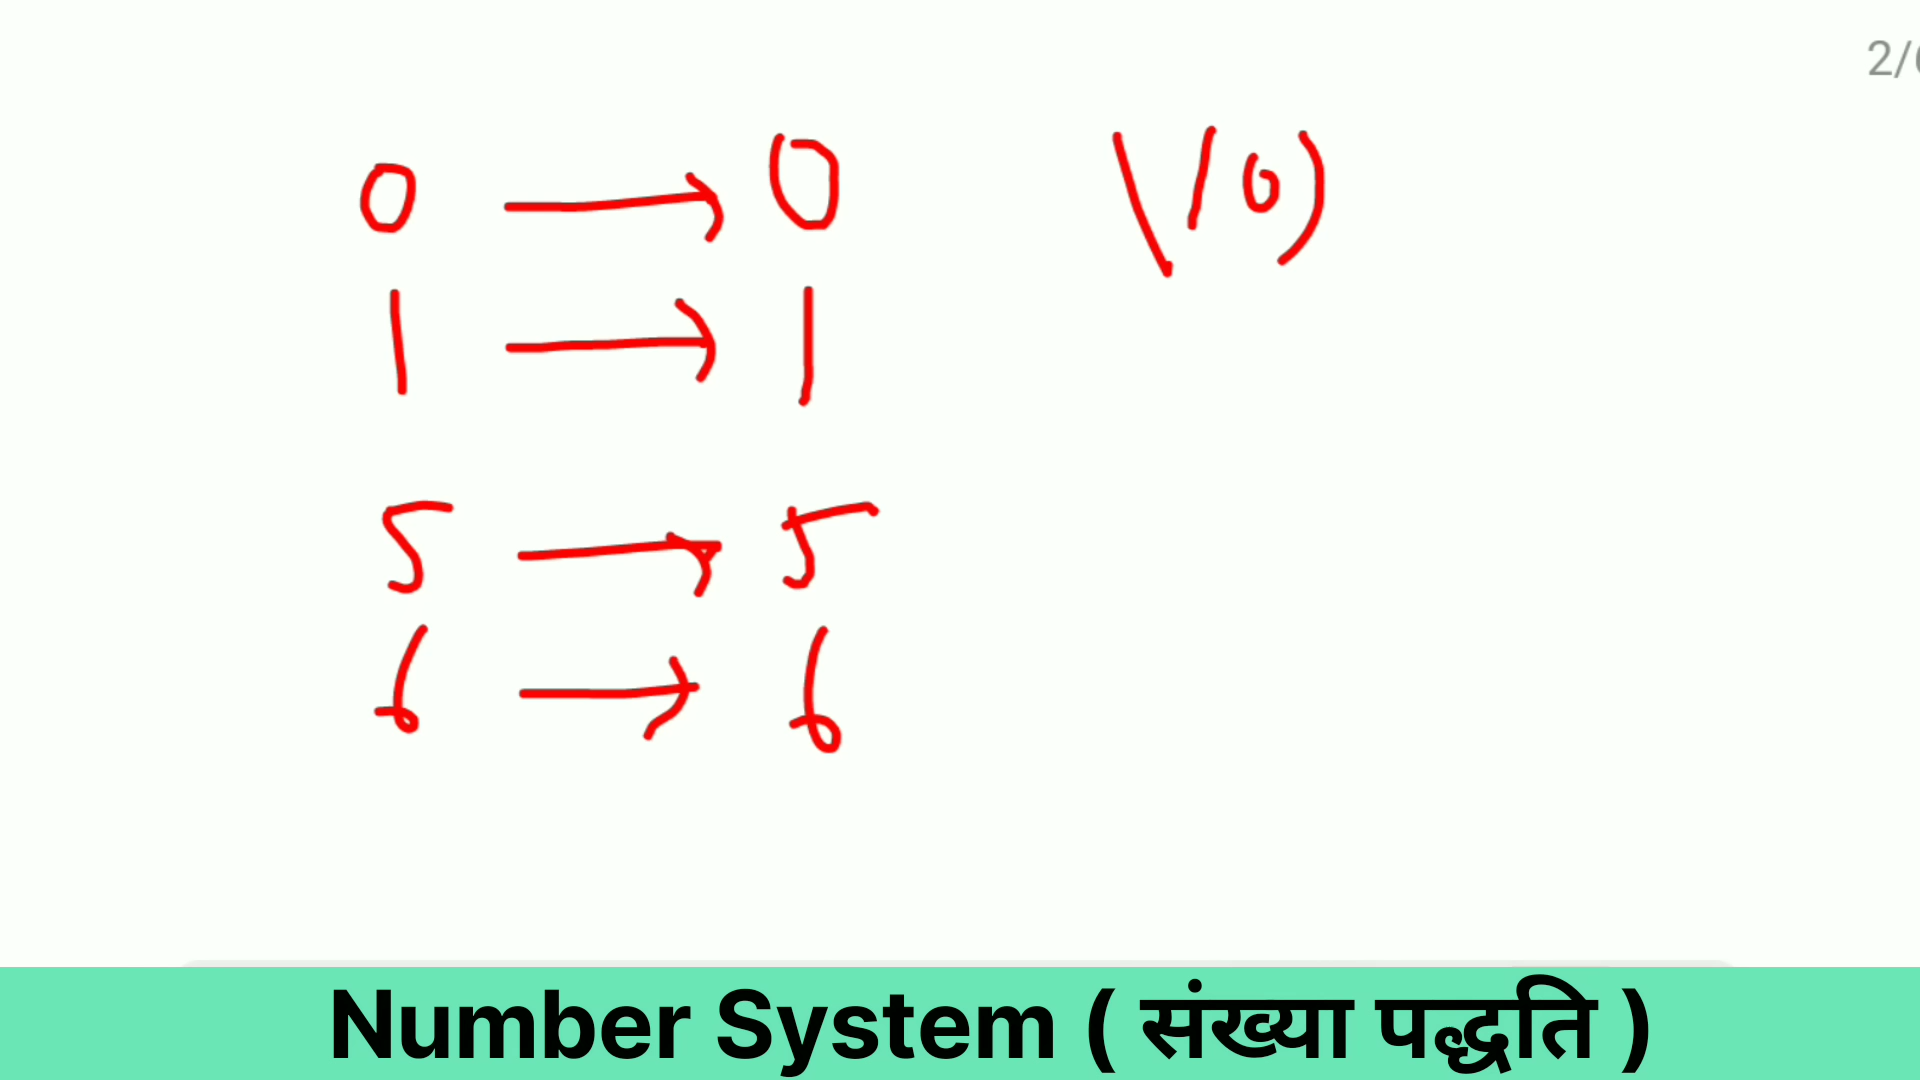 2/
0 → 0 (10)
1 → 1
5 → 5
6 → 6
Number System ( संख्या पद्धति )